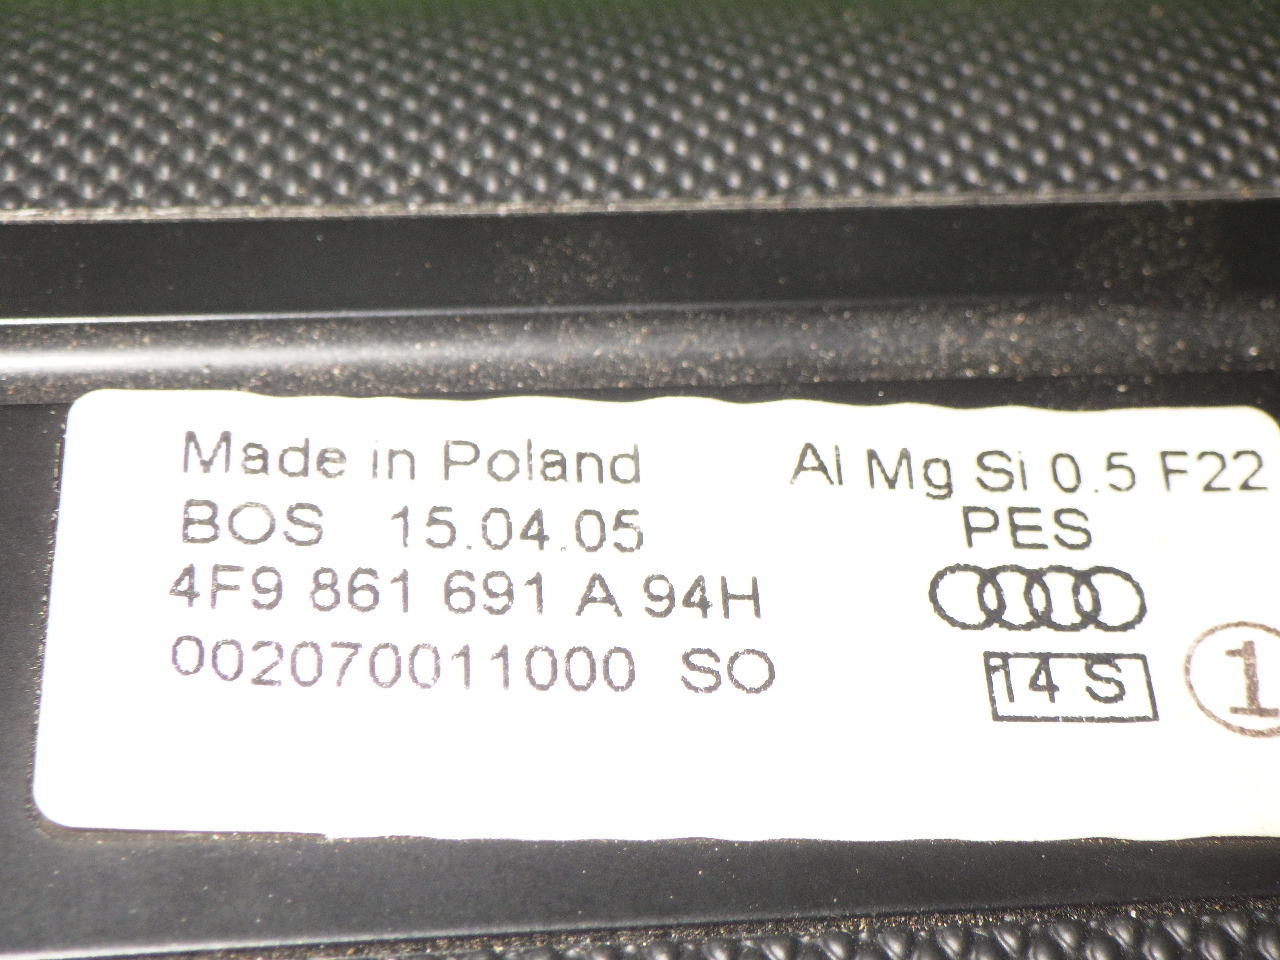 Made in Poland
Al Mg Si 0.5 F22
BOS 15.04.05
PES
4F9 861 691 A 94H
002070011000 SO
14 S
1